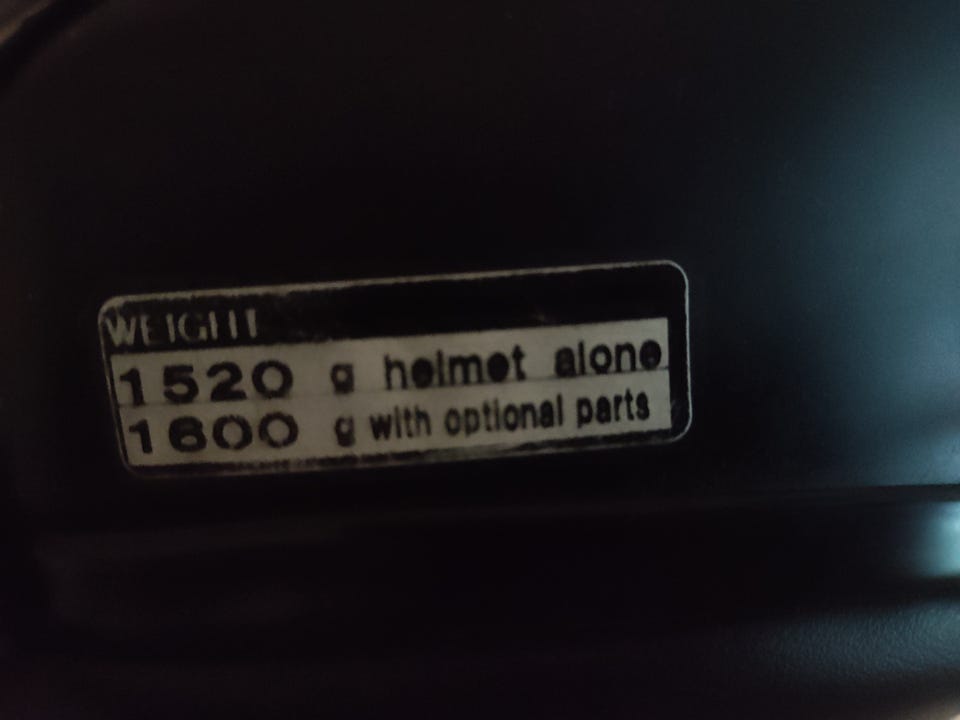 WEIGHT
1520 g helmet alone
1600 g with optional parts